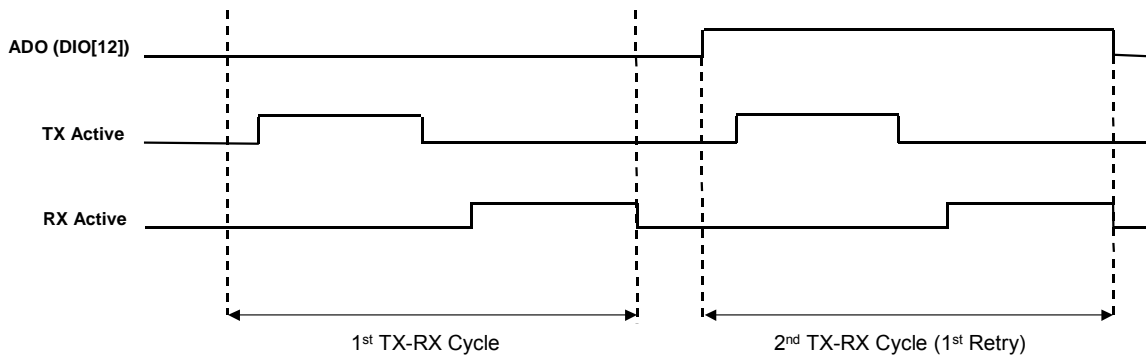 ADO (DIO[12])
TX Active
RX Active
1st TX-RX Cycle
2nd TX-RX Cycle (1st Retry)